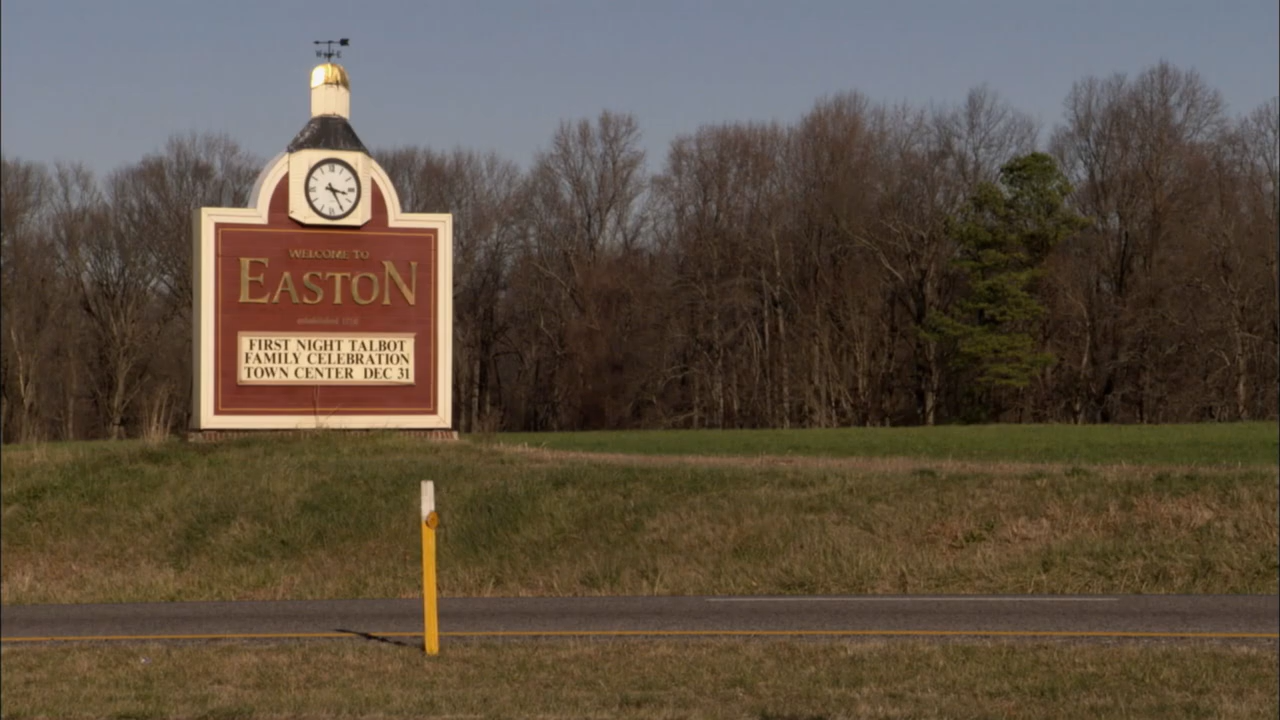 WELCOME TO
EASTON
FIRST NIGHT TALBOT
FAMILY CELEBRATION
TOWN CENTER DEC 31